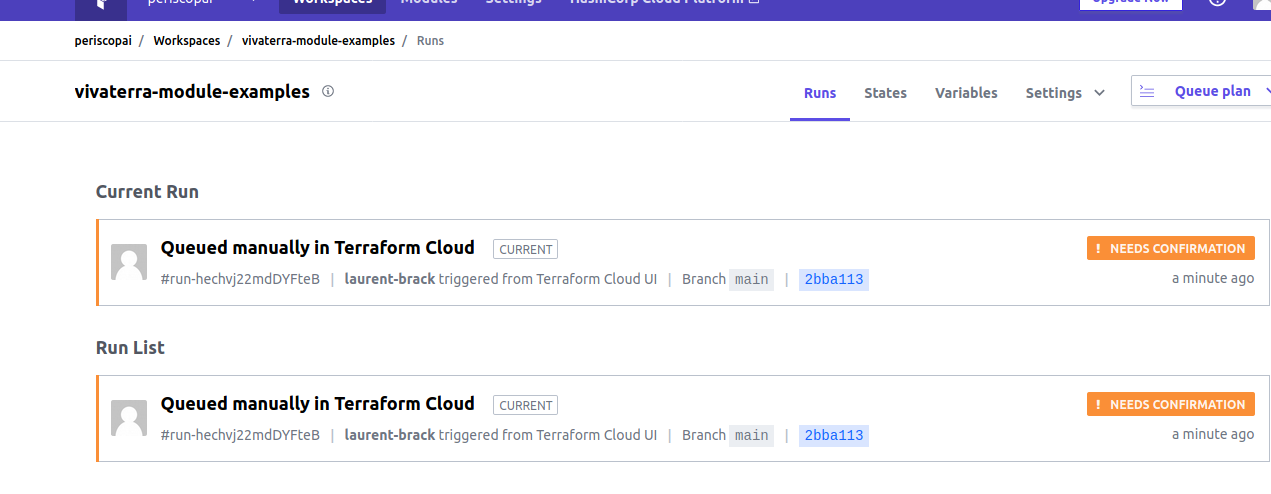 periscopai Workspaces Modules Settings HashiCorp Cloud Platform Upgrade Now
periscopai / Workspaces / vivaterra-module-examples / Runs
vivaterra-module-examples
Runs States Variables Settings Queue plan
Current Run
Queued manually in Terraform Cloud CURRENT
! NEEDS CONFIRMATION
#run-hechvj22mdDYFteB | laurent-brack triggered from Terraform Cloud UI | Branch main | 2bba113
a minute ago
Run List
Queued manually in Terraform Cloud CURRENT
! NEEDS CONFIRMATION
#run-hechvj22mdDYFteB | laurent-brack triggered from Terraform Cloud UI | Branch main | 2bba113
a minute ago